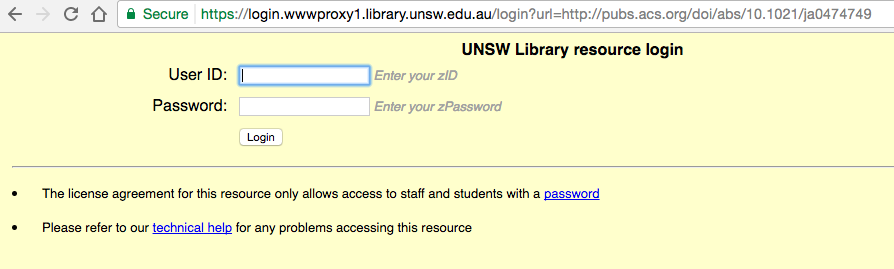 Secure https://login.wwwproxy1.library.unsw.edu.au/login?url=http://pubs.acs.org/doi/abs/10.1021/ja0474749
UNSW Library resource login
User ID: Enter your zID
Password: Enter your zPassword
Login
• The license agreement for this resource only allows access to staff and students with a password
• Please refer to our technical help for any problems accessing this resource